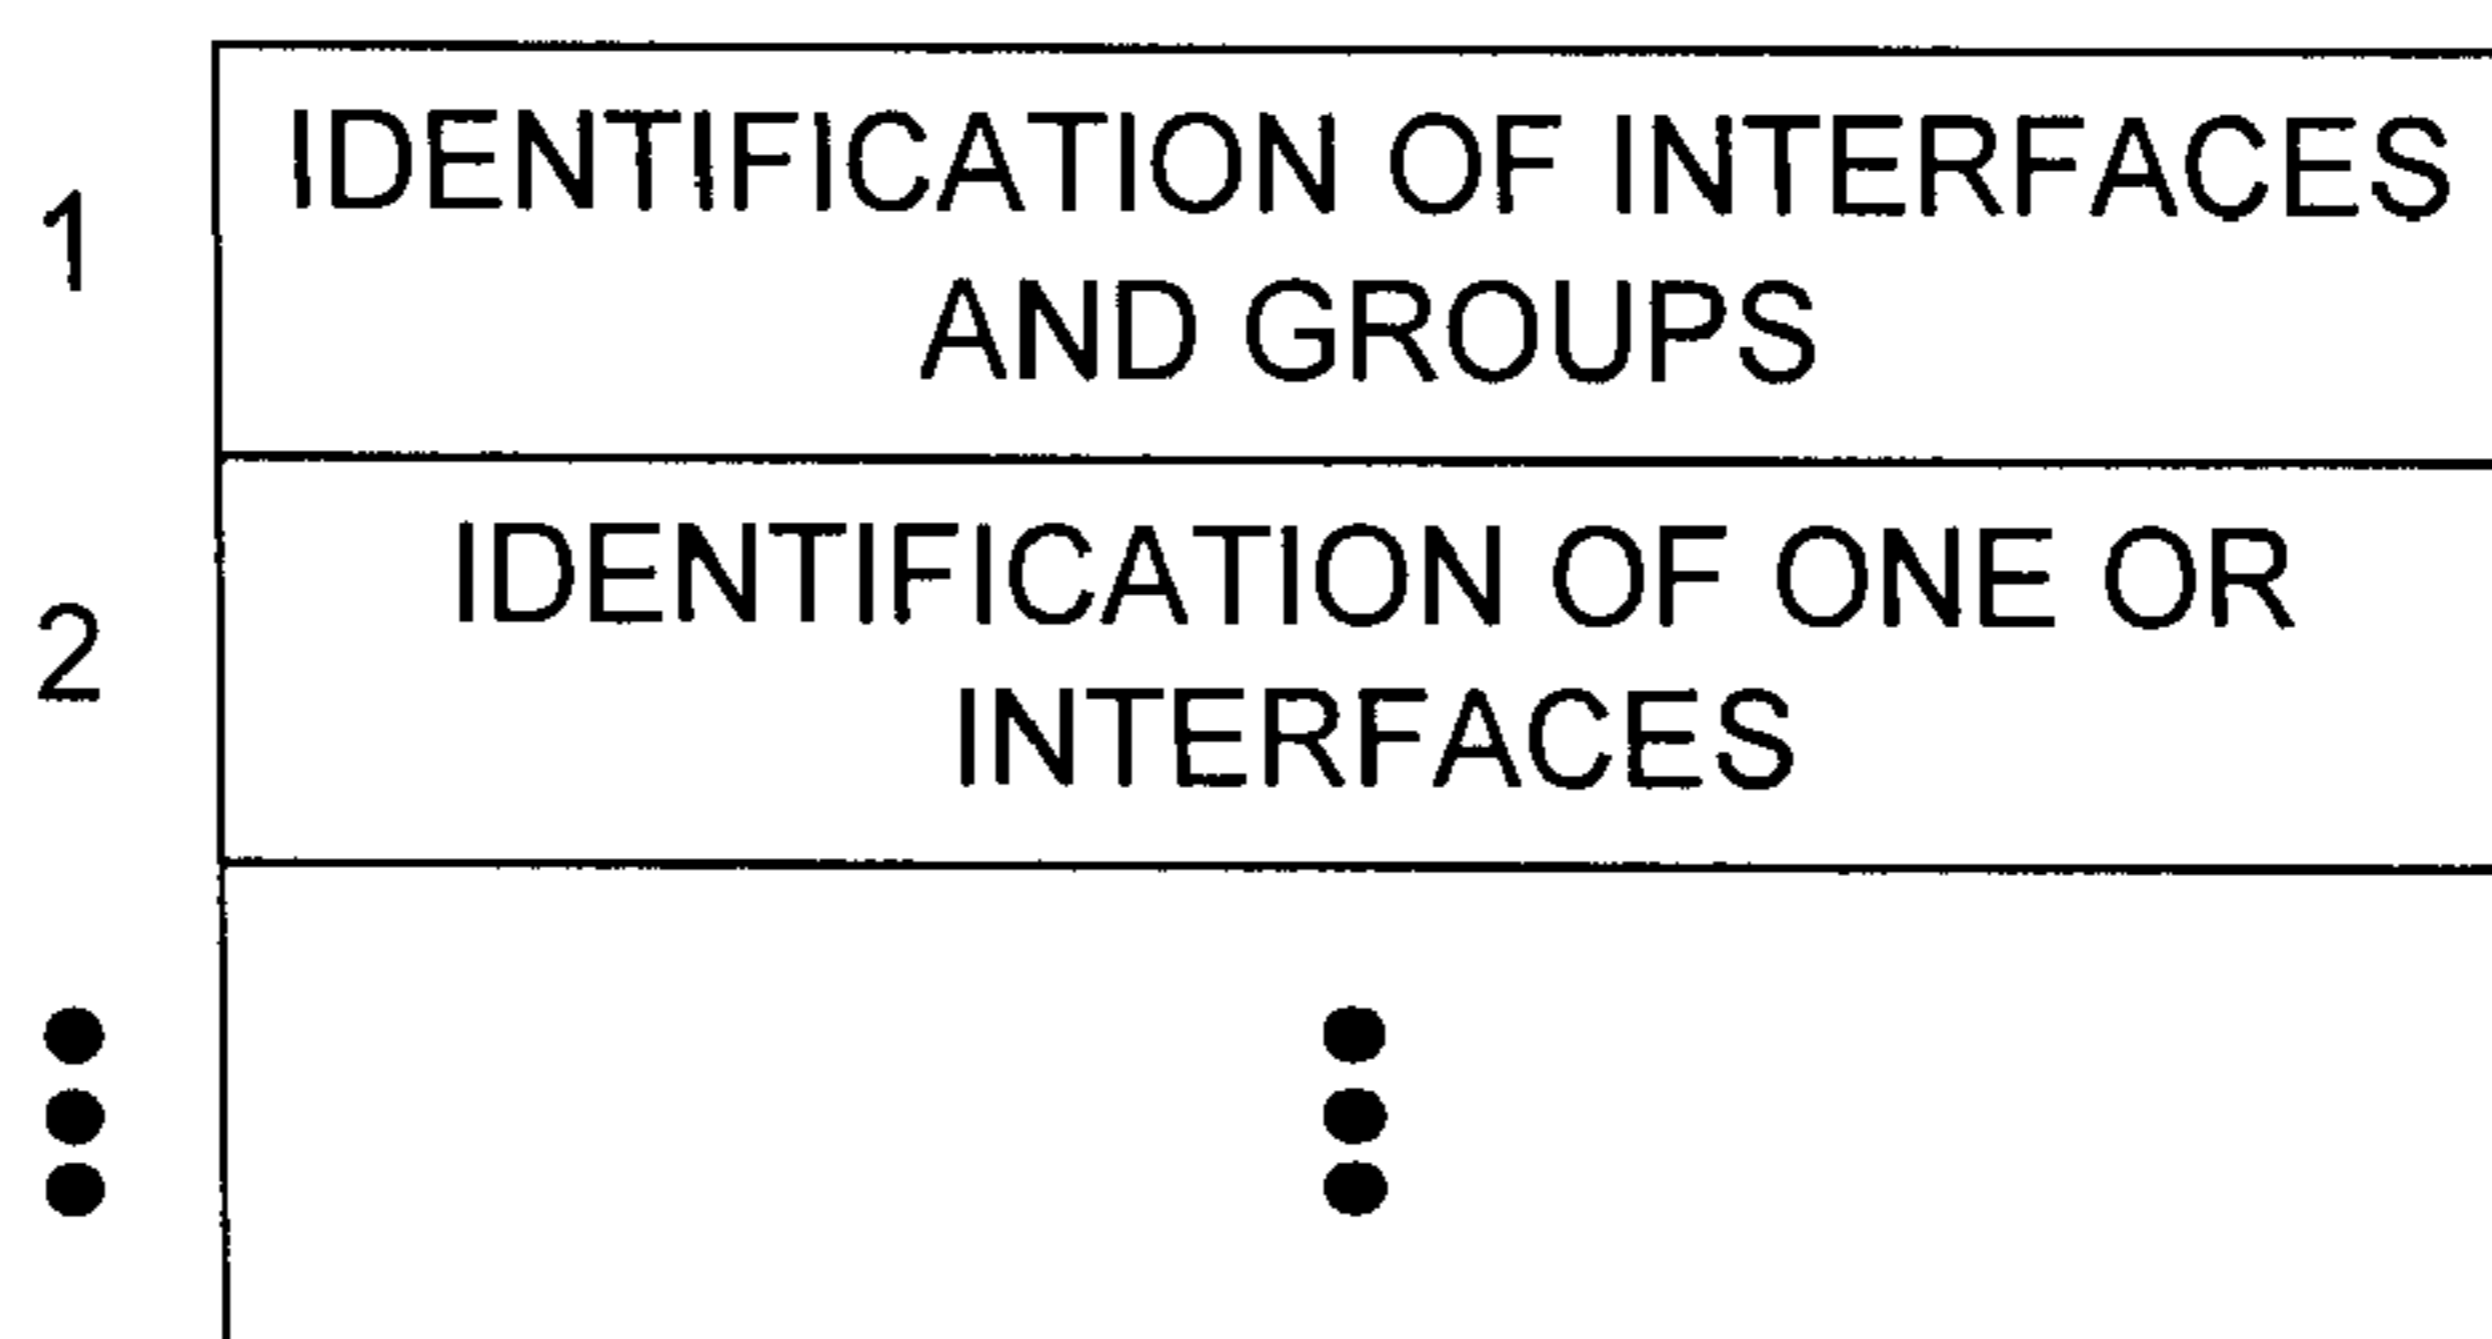 1
IDENTIFICATION OF INTERFACES
AND GROUPS
2
IDENTIFICATION OF ONE OR
INTERFACES